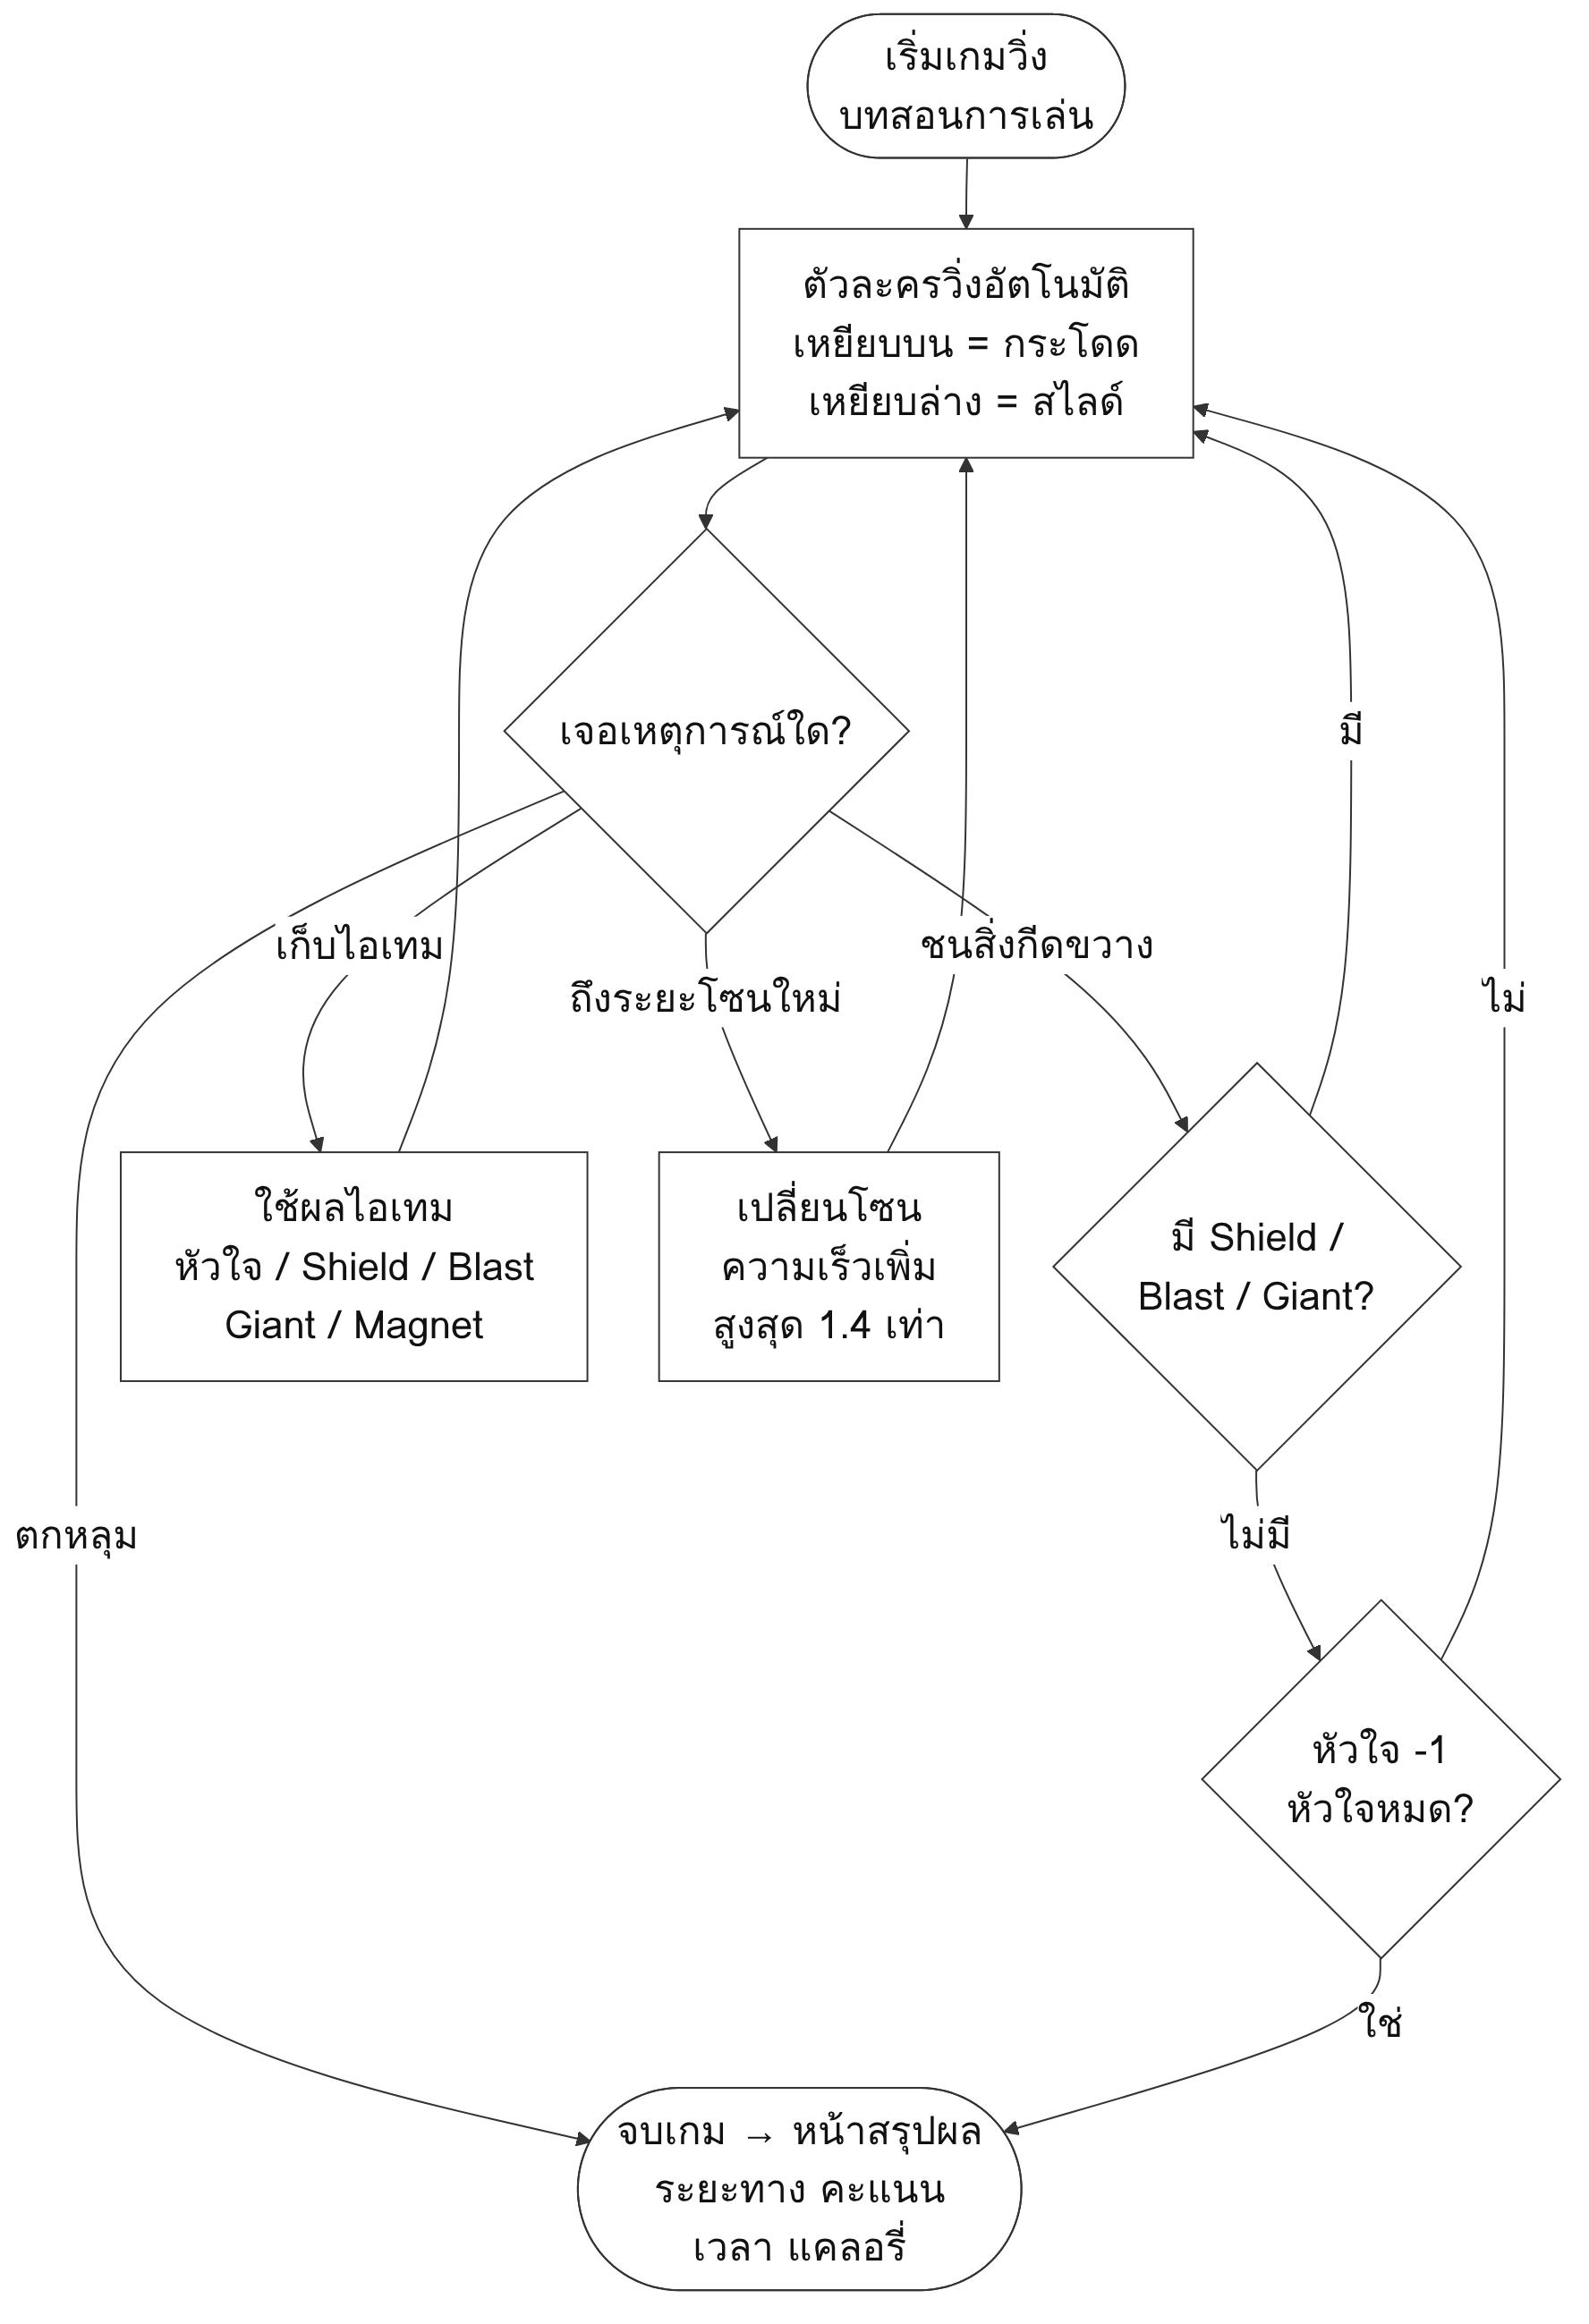 เริ่มเกมวิ่ง
บทสอนการเล่น
ตัวละครวิ่งอัตโนมัติ
เหยียบบน = กระโดด
เหยียบล่าง = สไลด์
เจอเหตุการณ์ใด?
มี
เก็บไอเทม
ชนสิ่งกีดขวาง
ถึงระยะโซนใหม่
ไม่
ใช้ผลไอเทม
หัวใจ / Shield / Blast
Giant / Magnet
เปลี่ยนโซน
ความเร็วเพิ่ม
สูงสุด 1.4 เท่า
มี Shield /
Blast / Giant?
ตกหลุม
ไม่มี
หัวใจ -1
หัวใจหมด?
ใช่
จบเกม → หน้าสรุปผล
ระยะทาง คะแนน
เวลา แคลอรี่